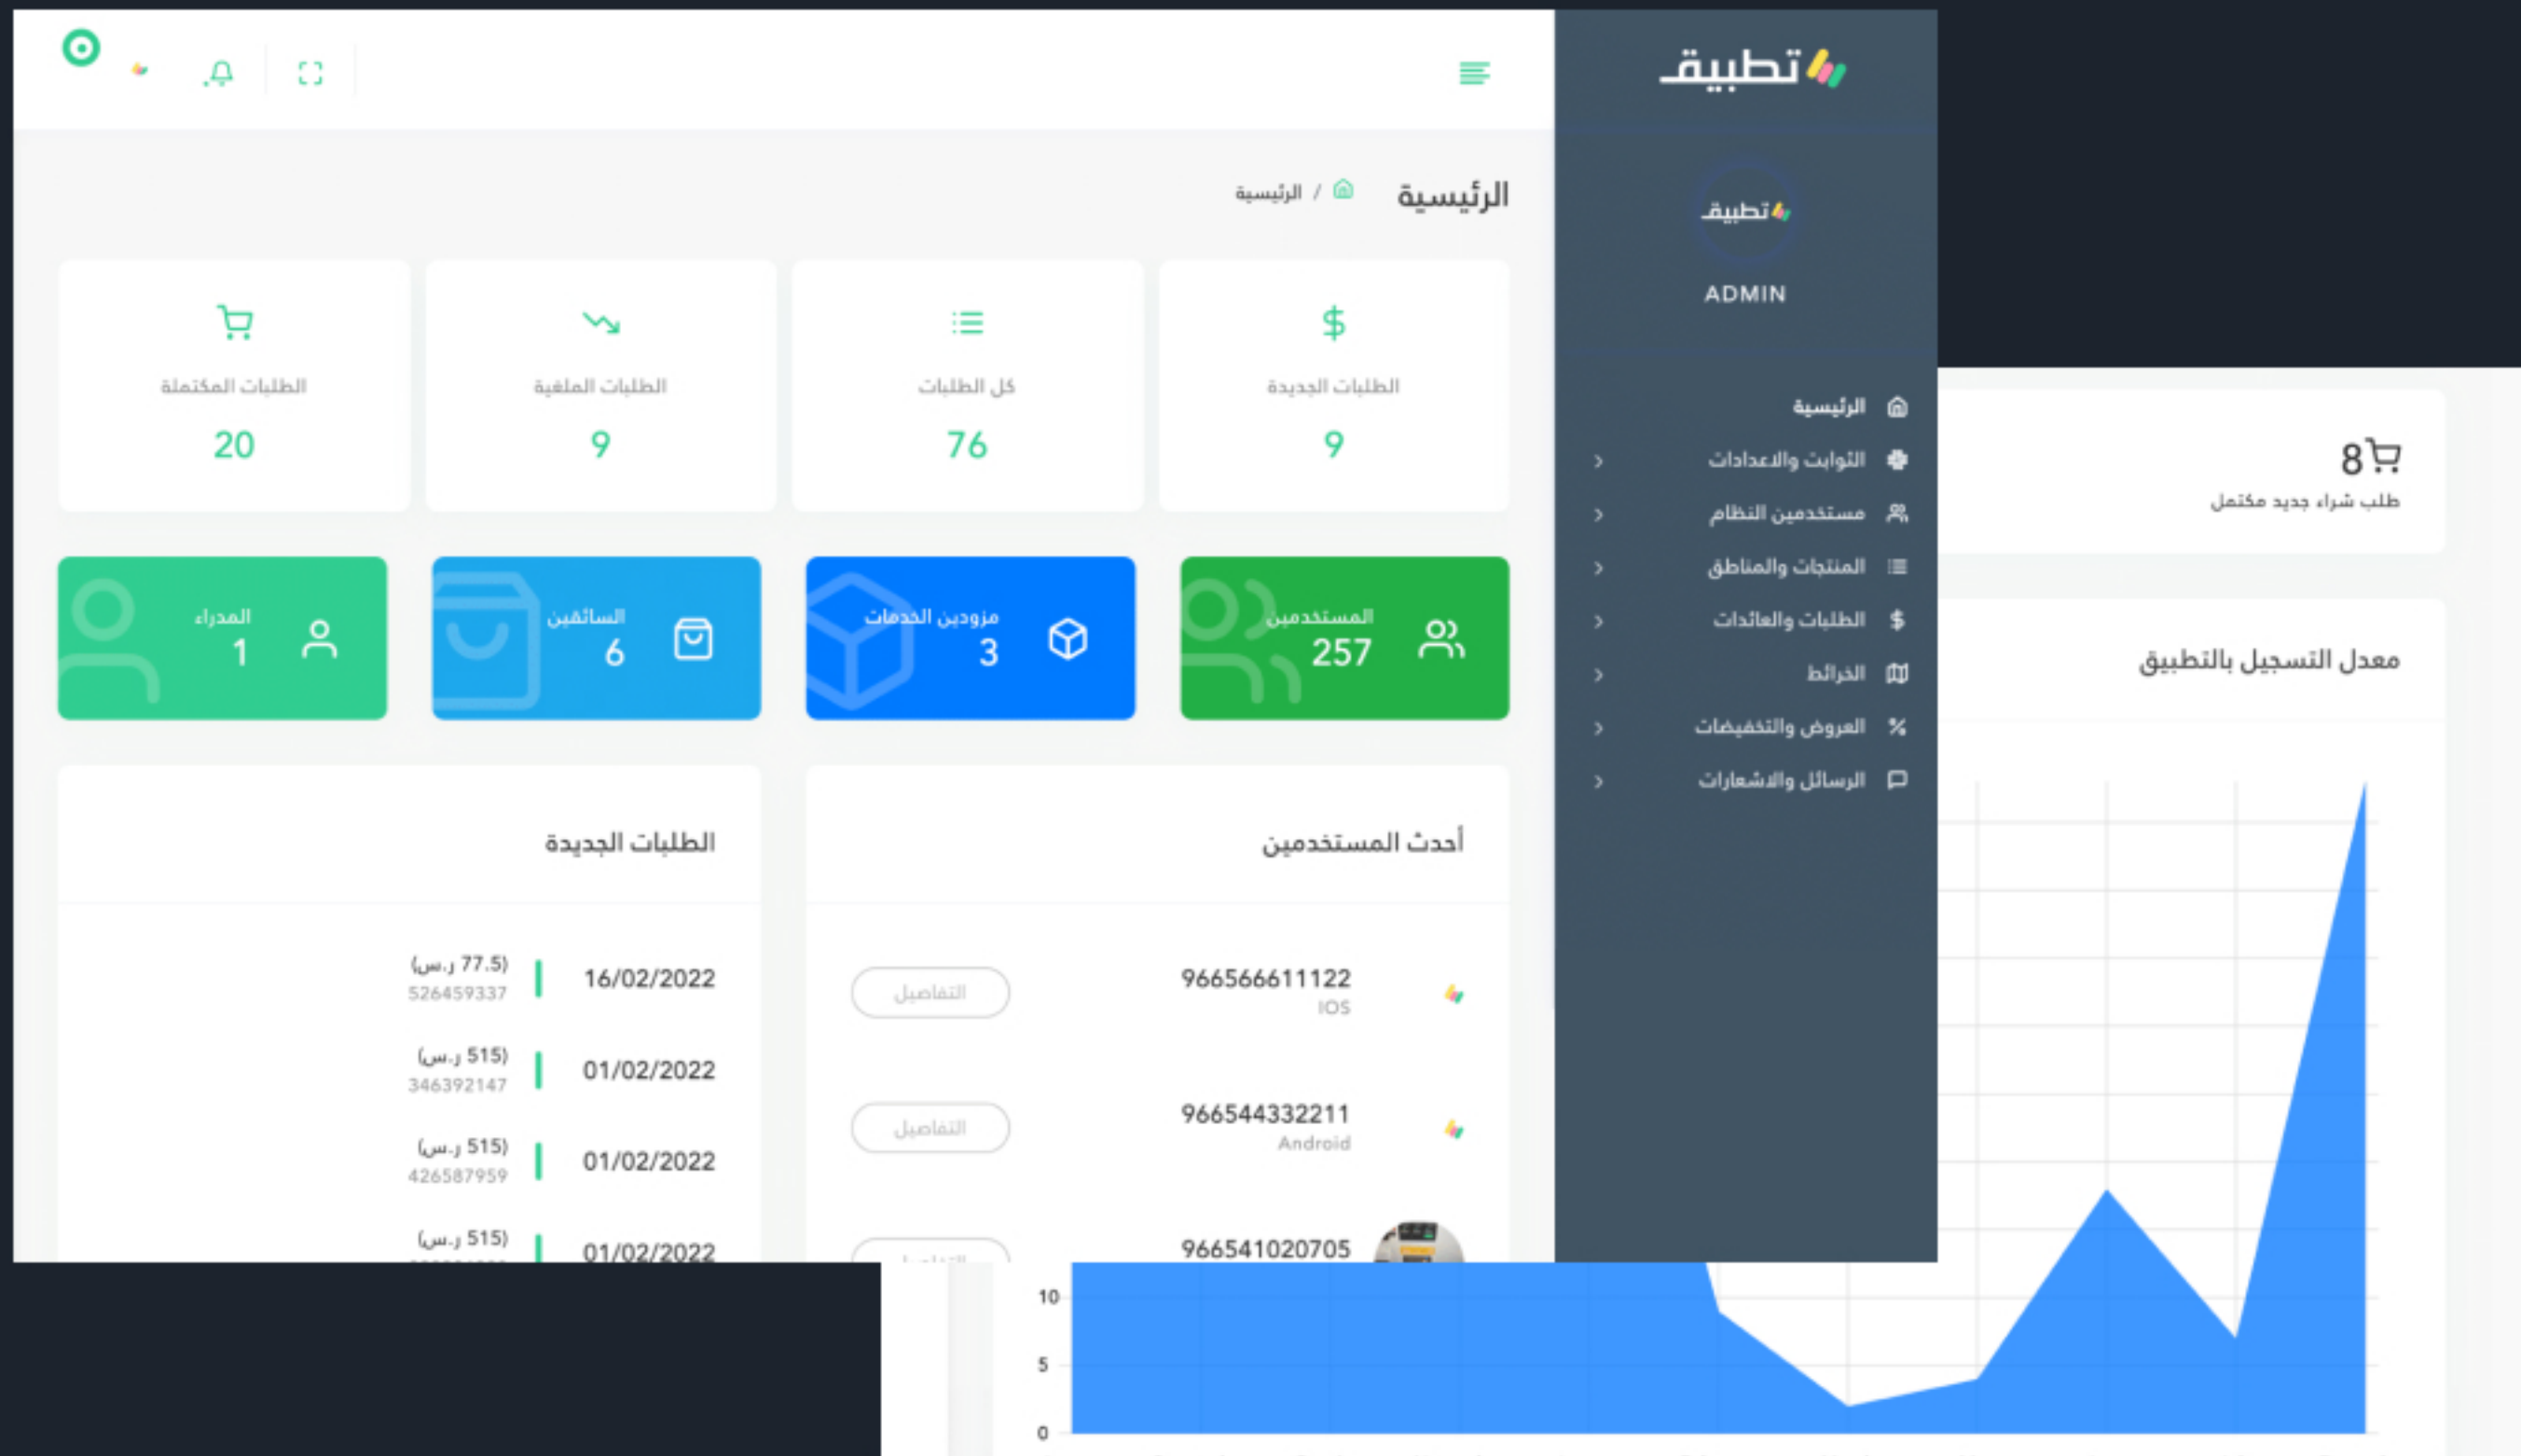 تطبيق
تطبيق
ADMIN
الرئيسية
الثوابت والاعدادات
مستخدمين النظام
المنتجات والمناطق
الطلبات والعائدات
الخرائط
العروض والتخفيضات
الرسائل والاشعارات
الرئيسية
/ الرئيسية
$
الطلبات الجديدة
9
كل الطلبات
76
الطلبات الملغية
9
الطلبات المكتملة
20
المستخدمين
257
مزودين الخدمات
3
السائقين
6
المدراء
1
أحدث المستخدمين
966566611122
IOS
التفاصيل
966544332211
Android
التفاصيل
966541020705
الطلبات الجديدة
16/02/2022
(77.5 ر.س)
526459337
01/02/2022
(515 ر.س)
346392147
01/02/2022
(515 ر.س)
426587959
01/02/2022
(515 ر.س)
8
طلب شراء جديد مكتمل
معدل التسجيل بالتطبيق
10
5
0